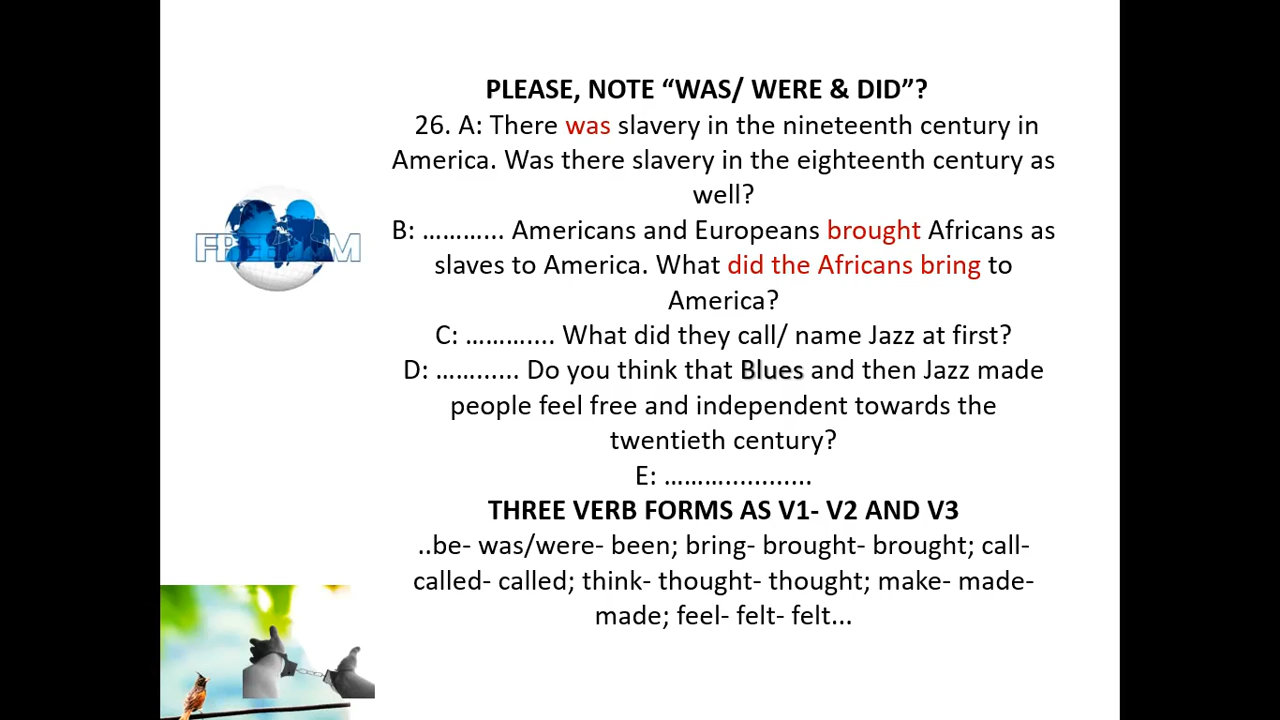 PLEASE, NOTE “WAS/ WERE & DID”?
26. A: There was slavery in the nineteenth century in
America. Was there slavery in the eighteenth century as
well?
B: ………... Americans and Europeans brought Africans as
slaves to America. What did the Africans bring to
America?
C: ………….. What did they call/ name Jazz at first?
D: ……...... Do you think that Blues and then Jazz made
people feel free and independent towards the
twentieth century?
E: ………............
THREE VERB FORMS AS V1- V2 AND V3
..be- was/were- been; bring- brought- brought; call-
called- called; think- thought- thought; make- made-
made; feel- felt- felt...
FREEDOM